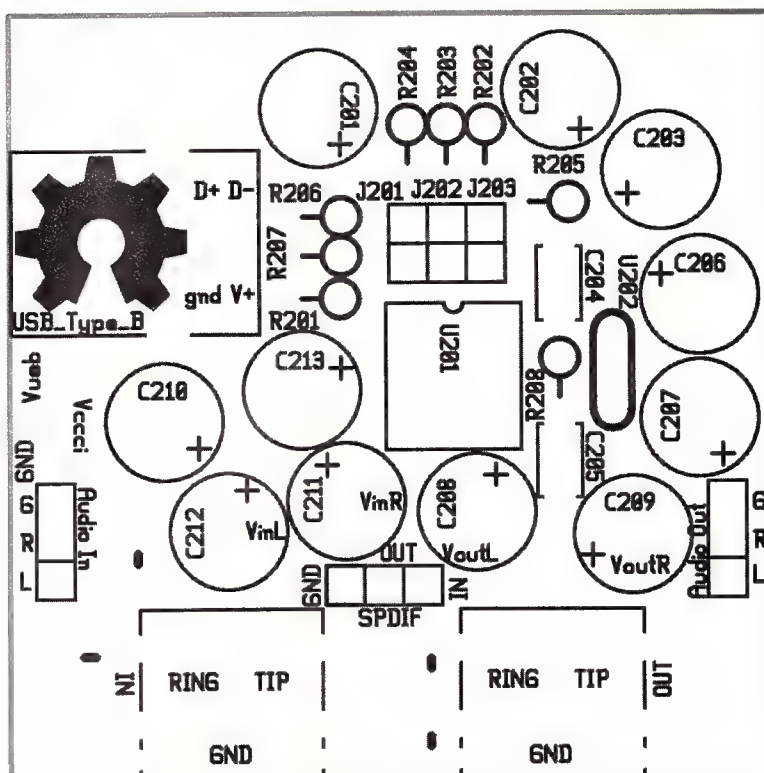 R204
R203
R202
C201
C202
C203
D+ D-
R206
J201 J202 J203
R205
R207
C204
U202
C206
gnd V+
USB_Type_B
R201
U201
Vusb
C213
C210
R208
C207
Vccci
GND
G
R
L
Audio In
C211
VinR
C212
VinL
C208
VoutL
C205
C209
VoutR
Audio Out
G
R
L
OUT
GND
IN
SPDIF
IN
RING TIP
GND
RING TIP
OUT
GND